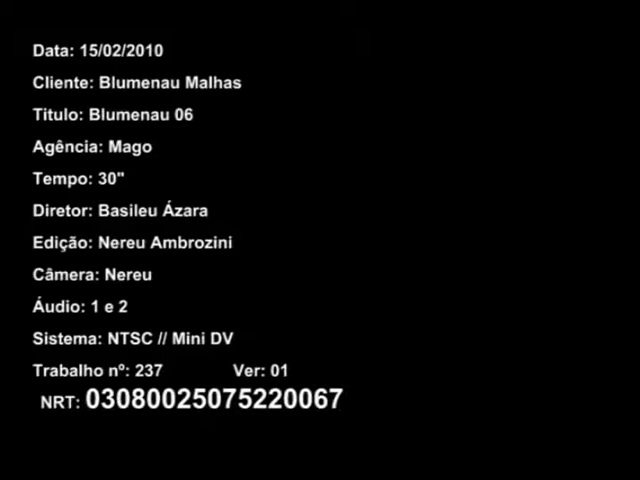 Data: 15/02/2010
Cliente: Blumenau Malhas
Titulo: Blumenau 06
Agência: Mago
Tempo: 30"
Diretor: Basileu Ázara
Edição: Nereu Ambrozini
Câmera: Nereu
Áudio: 1 e 2
Sistema: NTSC // Mini DV
Trabalho nº: 237 Ver: 01
NRT: 03080025075220067